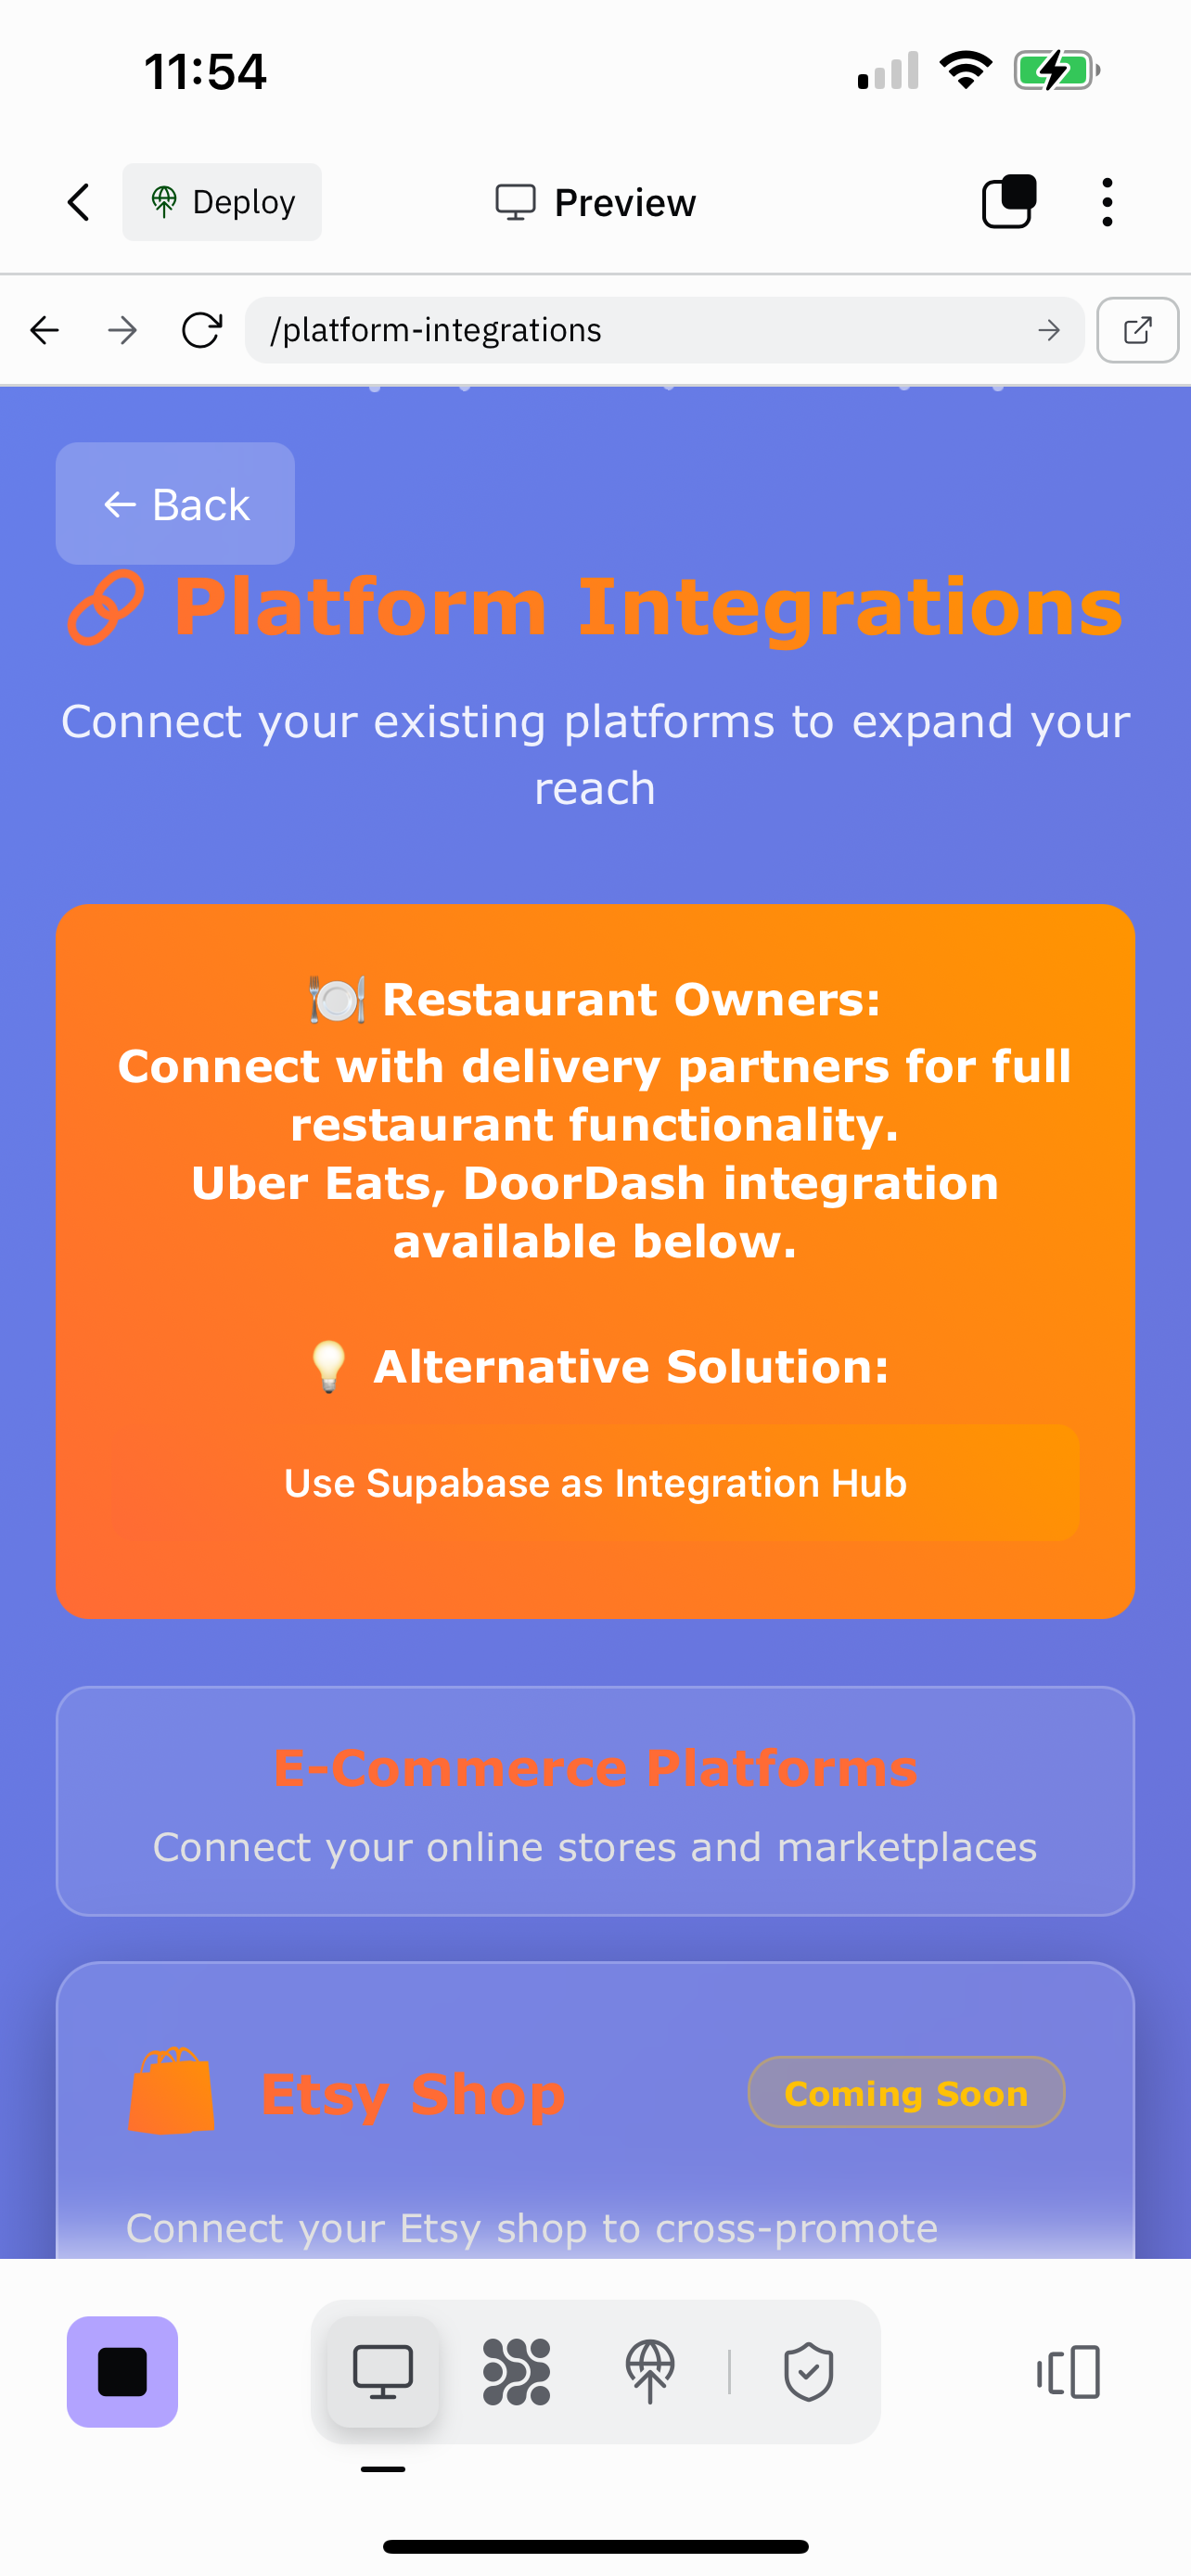 11:54
Deploy
Preview
/platform-integrations
← Back
🔗 Platform Integrations
Connect your existing platforms to expand your
reach
🍽️ Restaurant Owners:
Connect with delivery partners for full
restaurant functionality.
Uber Eats, DoorDash integration
available below.
💡 Alternative Solution:
Use Supabase as Integration Hub
E-Commerce Platforms
Connect your online stores and marketplaces
🛍️ Etsy Shop
Coming Soon
Connect your Etsy shop to cross-promote